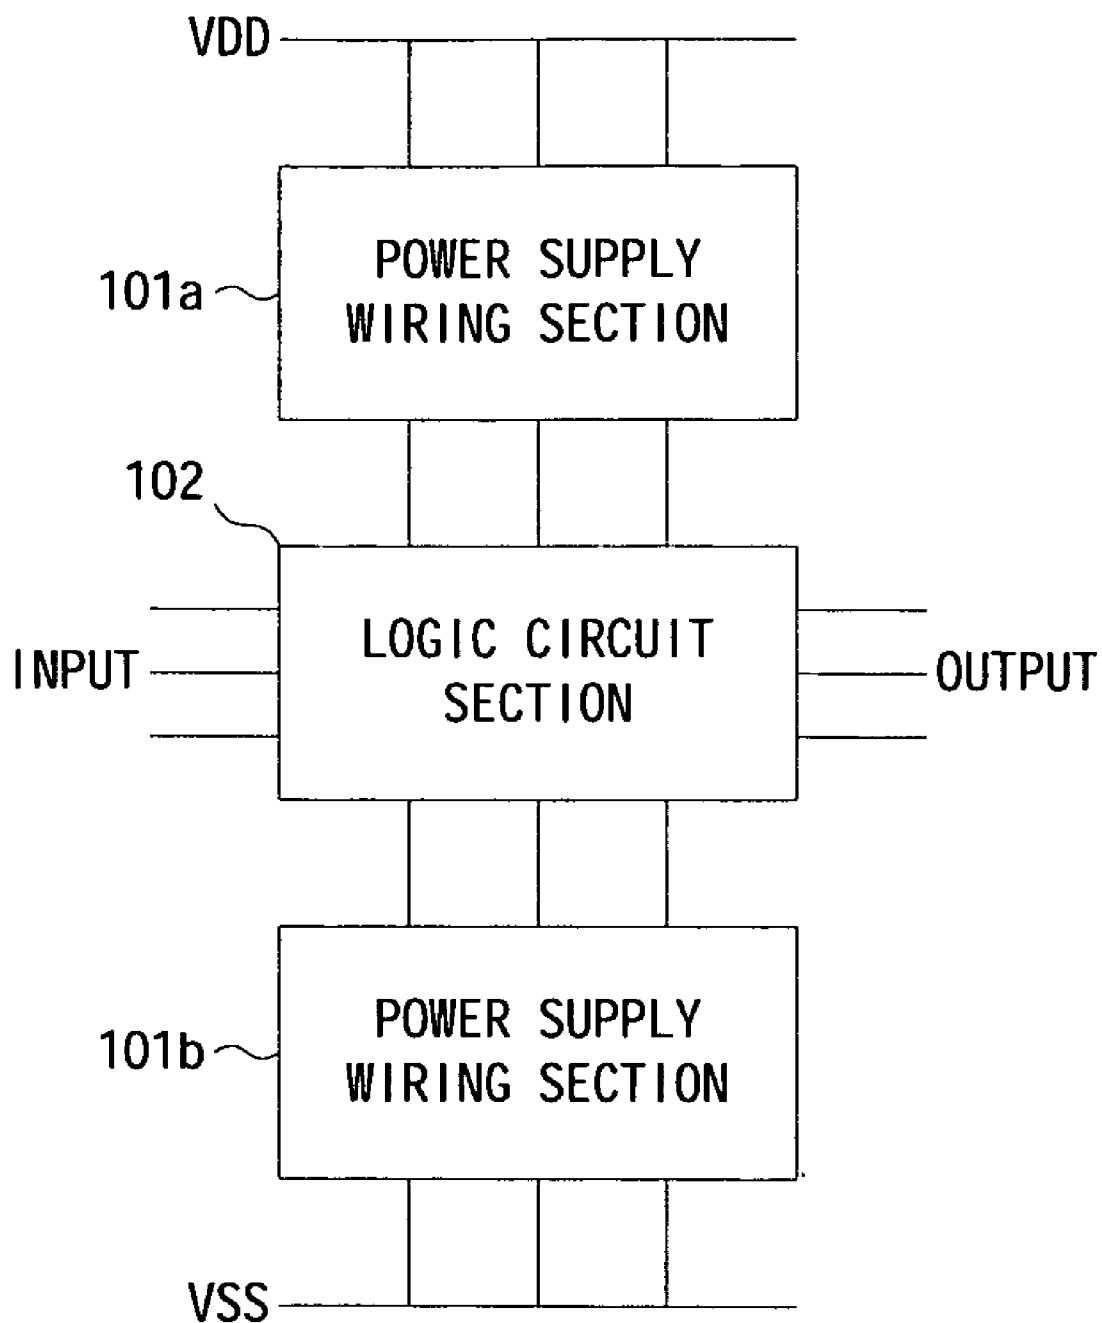 VDD
POWER SUPPLY
WIRING SECTION
101a
102
LOGIC CIRCUIT
SECTION
INPUT
OUTPUT
POWER SUPPLY
WIRING SECTION
101b
VSS